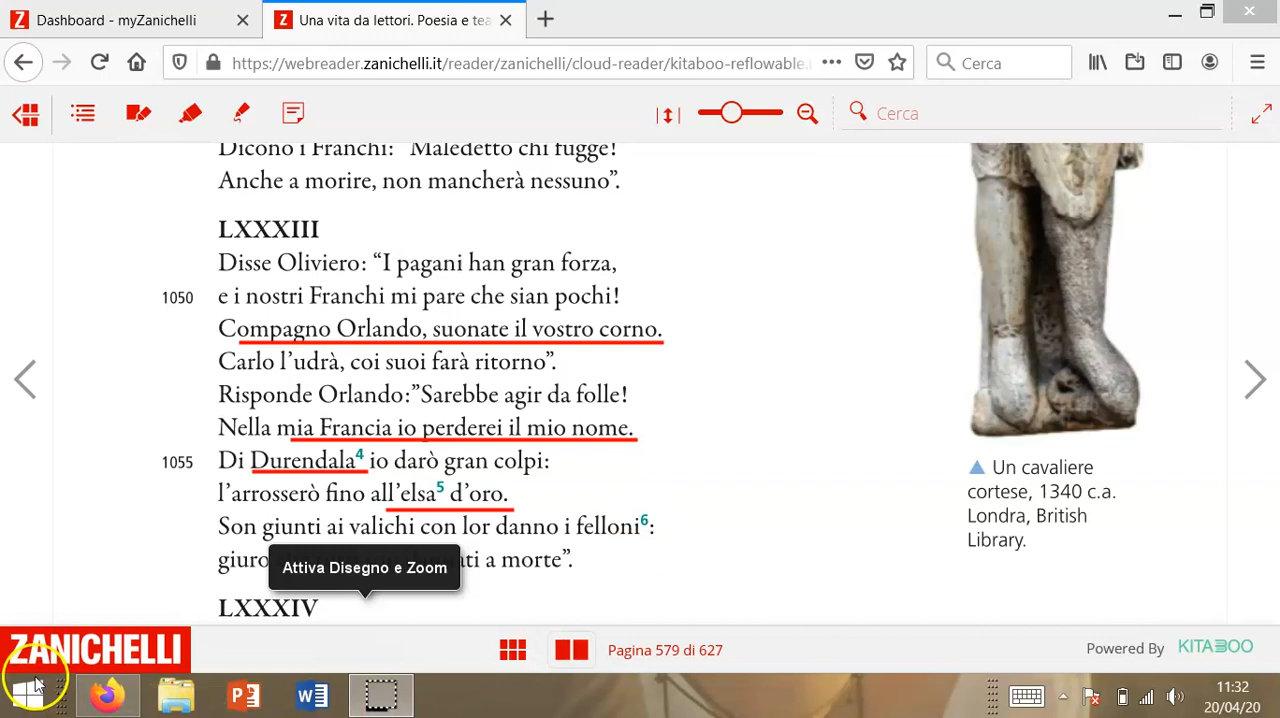 Dashboard - myZanichelli
Una vita da lettori. Poesia e tea
https://webreader.zanichelli.it/reader/zanichelli/cloud-reader/kitaboo-reflowable.
Cerca
Cerca
Dicono i Franchi: “Maledetto chi fugge!
Anche a morire, non mancherà nessuno”.
LXXXIII
Disse Oliviero: “I pagani han gran forza,
1050 e i nostri Franchi mi pare che sian pochi!
Compagno Orlando, suonate il vostro corno.
Carlo l’udrà, coi suoi farà ritorno”.
Risponde Orlando:”Sarebbe agir da folle!
Nella mia Francia io perderei il mio nome.
1055 Di Durendala4 io darò gran colpi:
l’arrosserò fino all’elsa5 d’oro.
Son giunti ai valichi con lor danno i felloni6:
giuro a morte”.
Attiva Disegno e Zoom
LXXXIV
Un cavaliere
cortese, 1340 c.a.
Londra, British
Library.
ZANICHELLI
Pagina 579 di 627
Powered By KITABOO
11:32
20/04/20